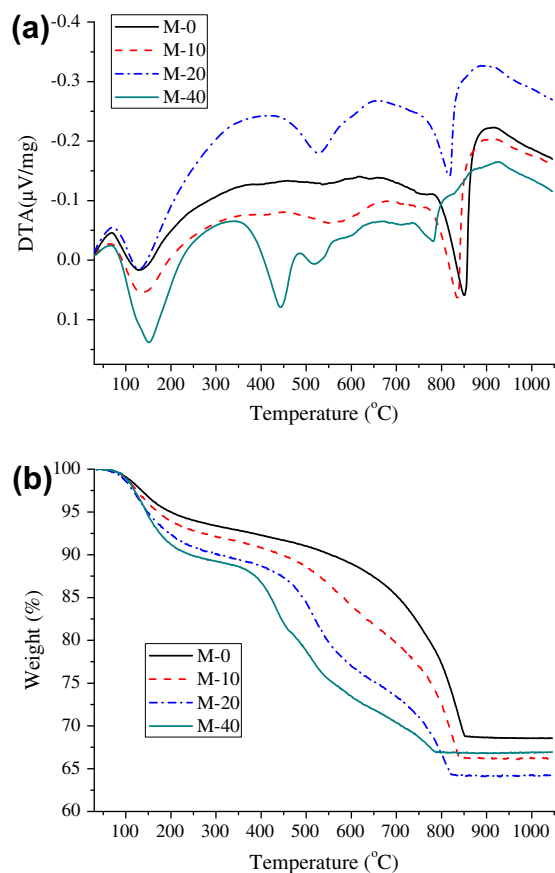 (a)
M-0
M-10
M-20
M-40
-0.4
-0.3
-0.2
-0.1
0.0
0.1
DTA(μV/mg)
100 200 300 400 500 600 700 800 900 1000
Temperature (°C)
(b)
100
95
90
85
80
75
70
65
60
Weight (%)
M-0
M-10
M-20
M-40
100 200 300 400 500 600 700 800 900 1000
Temperature (°C)